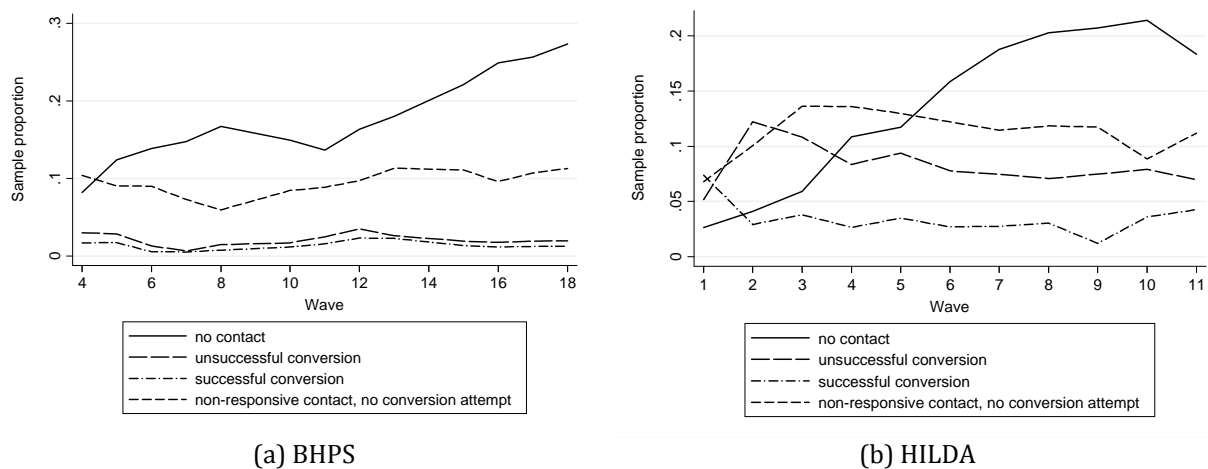 Sample proportion
.3
.2
.1
0
4 6 8 10 12 14 16 18
Wave
no contact
unsuccessful conversion
successful conversion
non-responsive contact, no conversion attempt
(a) BHPS
Sample proportion
.2
.15
.1
.05
0
1 2 3 4 5 6 7 8 9 10 11
Wave
no contact
unsuccessful conversion
successful conversion
non-responsive contact, no conversion attempt
(b) HILDA